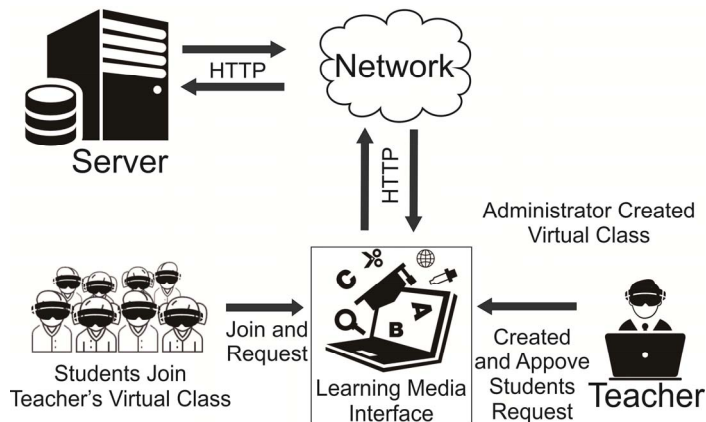 HTTP
Network
Server
HTTP
Administrator Created
Virtual Class
C
A
B
Join and
Request
Students Join
Teacher's Virtual Class
Learning Media
Interface
Created
and Appove
Students
Request
Teacher